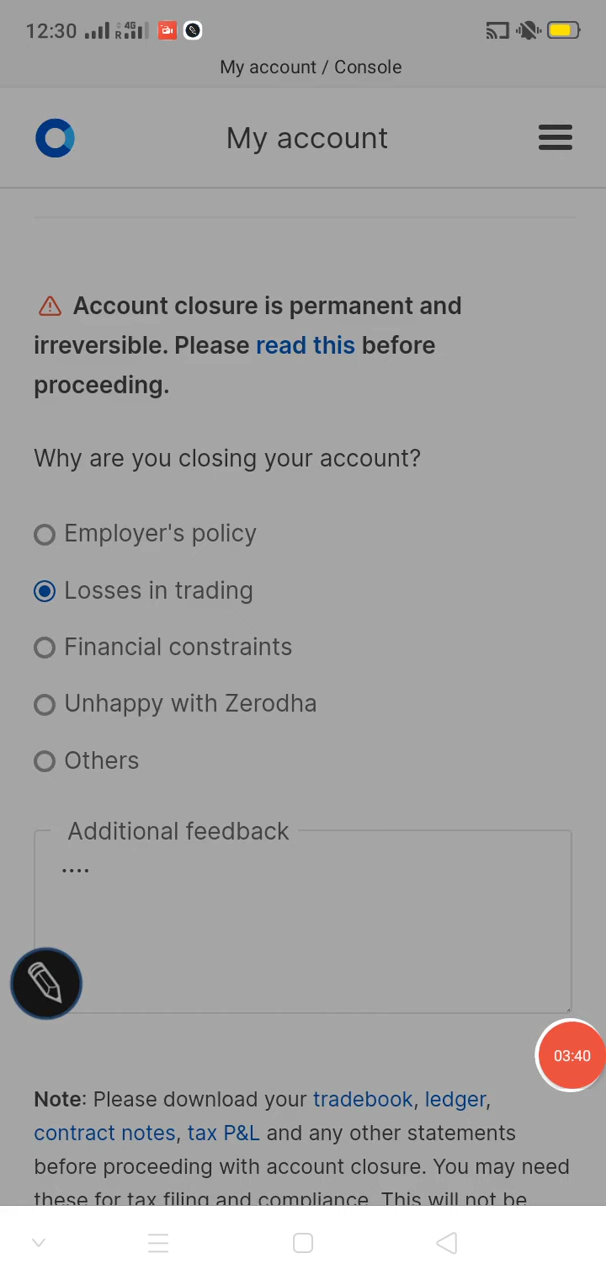 12:30
4G
R
My account / Console
My account
Account closure is permanent and
irreversible. Please read this before
proceeding.
Why are you closing your account?
Employer's policy
Losses in trading
Financial constraints
Unhappy with Zerodha
Others
Additional feedback
....
03:40
Note: Please download your tradebook, ledger,
contract notes, tax P&L and any other statements
before proceeding with account closure. You may need
these for tax filing and compliance. This will not be